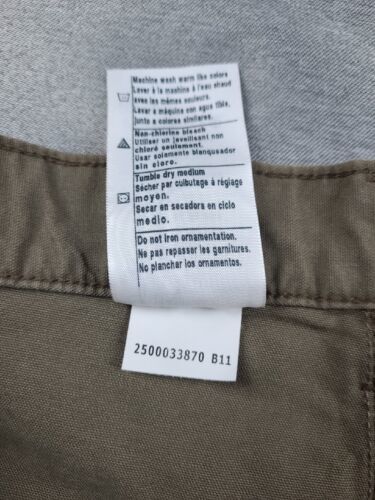 Machine wash warm like colors
Laver à la machine à l'eau chaud
avec les mêmes couleurs.
Lavar a máquina con agua tible,
junto a colores similares.
Non-chlorine bleach
Utiliser un javellisant non
chloré seulement.
Usar solamente blanqusdor
sin cloro.
Tumble dry medium
Sécher par culbutage à réglage
moyen.
Secar en secadora en ciclo
medio.
Do not iron ornamentation.
Ne pas repasser les garnitures.
No planchar los ornamentos.
2500033870 B11